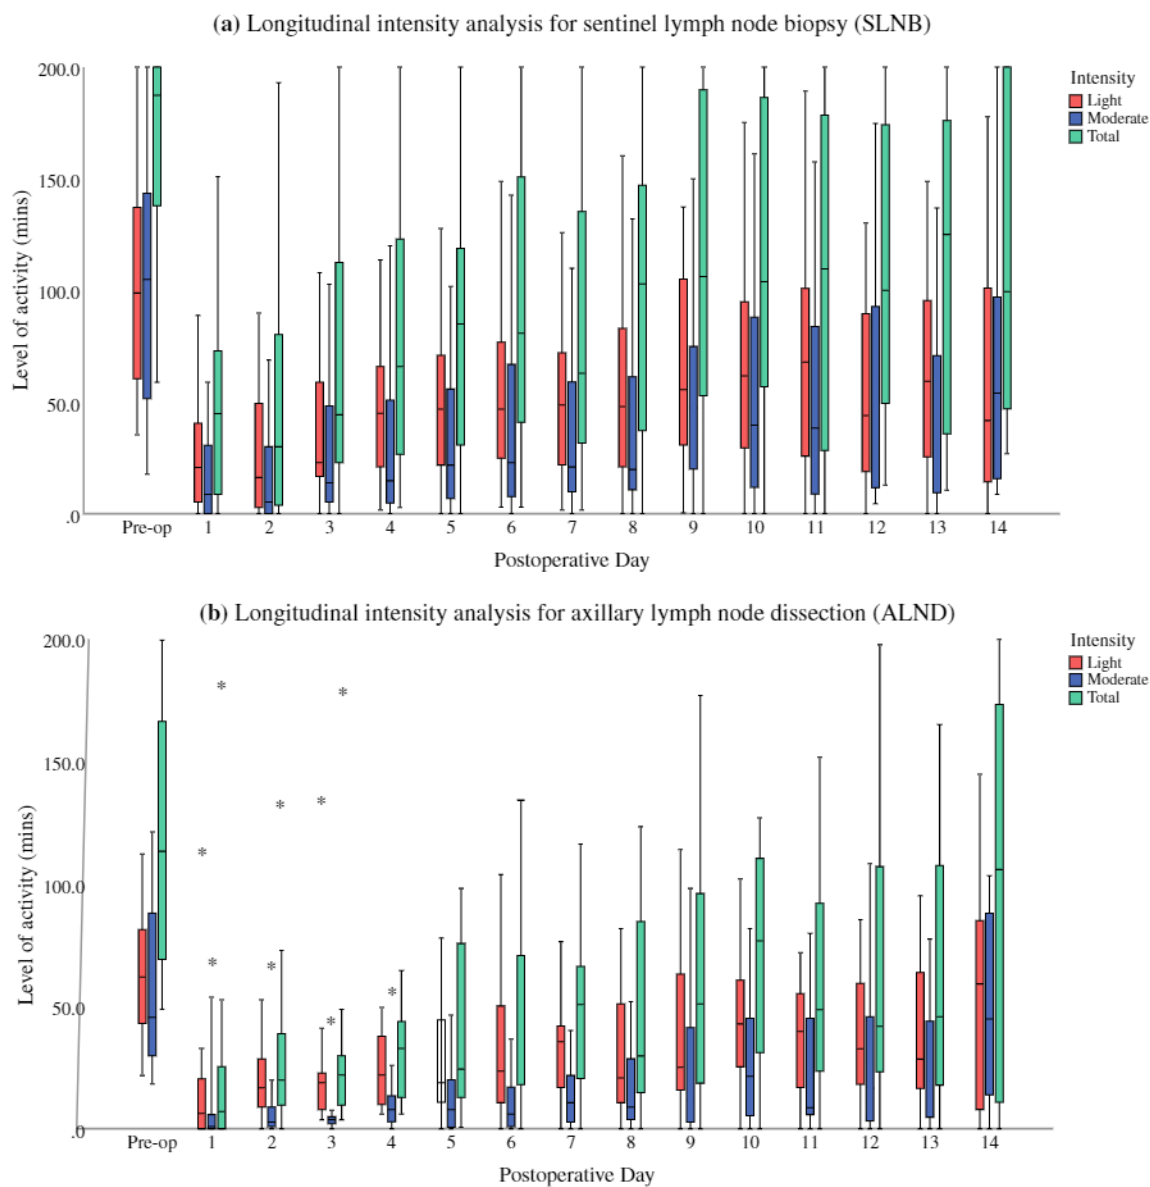 (a) Longitudinal intensity analysis for sentinel lymph node biopsy (SLNB)
200.0
150.0
100.0
50.0
.0
Level of activity (mins)
Intensity
Light
Moderate
Total
Pre-op 1 2 3 4 5 6 7 8 9 10 11 12 13 14
Postoperative Day
(b) Longitudinal intensity analysis for axillary lymph node dissection (ALND)
200.0
150.0
100.0
50.0
.0
Level of activity (mins)
Intensity
Light
Moderate
Total
* * * * * * * * *
Pre-op 1 2 3 4 5 6 7 8 9 10 11 12 13 14
Postoperative Day